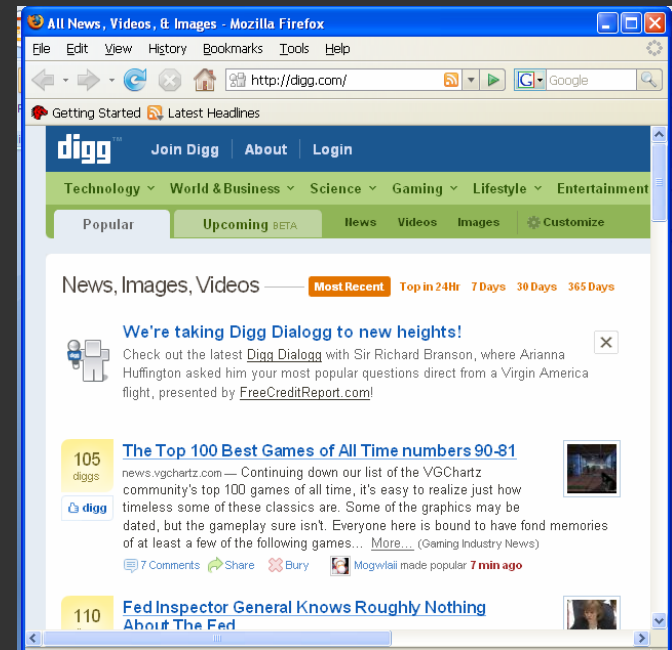 All News, Videos, & Images - Mozilla Firefox
File Edit View History Bookmarks Tools Help
http://digg.com/ G Google
Getting Started Latest Headlines
digg™ Join Digg About Login
Technology World & Business Science Gaming Lifestyle Entertainment
Popular Upcoming BETA News Videos Images Customize
News, Images, Videos Most Recent Top in 24Hr 7 Days 30 Days 365 Days
We're taking Digg Dialogg to new heights!
Check out the latest Digg Dialogg with Sir Richard Branson, where Arianna
Huffington asked him your most popular questions direct from a Virgin America
flight, presented by FreeCreditReport.com!
105
diggs
digg
The Top 100 Best Games of All Time numbers 90-81
news.vgchartz.com — Continuing down our list of the VGChartz
community's top 100 games of all time, it's easy to realize just how
timeless some of these classics are. Some of the graphics may be
dated, but the gameplay sure isn't. Everyone here is bound to have fond memories
of at least a few of the following games... More... (Gaming Industry News)
7 Comments Share Bury Mogwlaii made popular 7 min ago
110
Fed Inspector General Knows Roughly Nothing
About The Fed